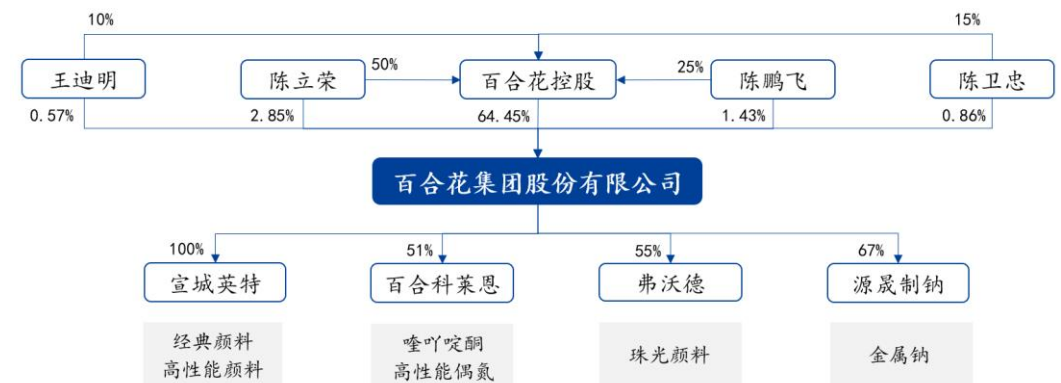 10%
15%
王迪明
陈立荣
50%
百合花控股
25%
陈鹏飞
陈卫忠
0.57%
2.85%
64.45%
1.43%
0.86%
百合花集团股份有限公司
100%
51%
55%
67%
宣城英特
百合科莱恩
弗沃德
源晟制钠
经典颜料
高性能颜料
喹吖啶酮
高性能偶氮
珠光颜料
金属钠